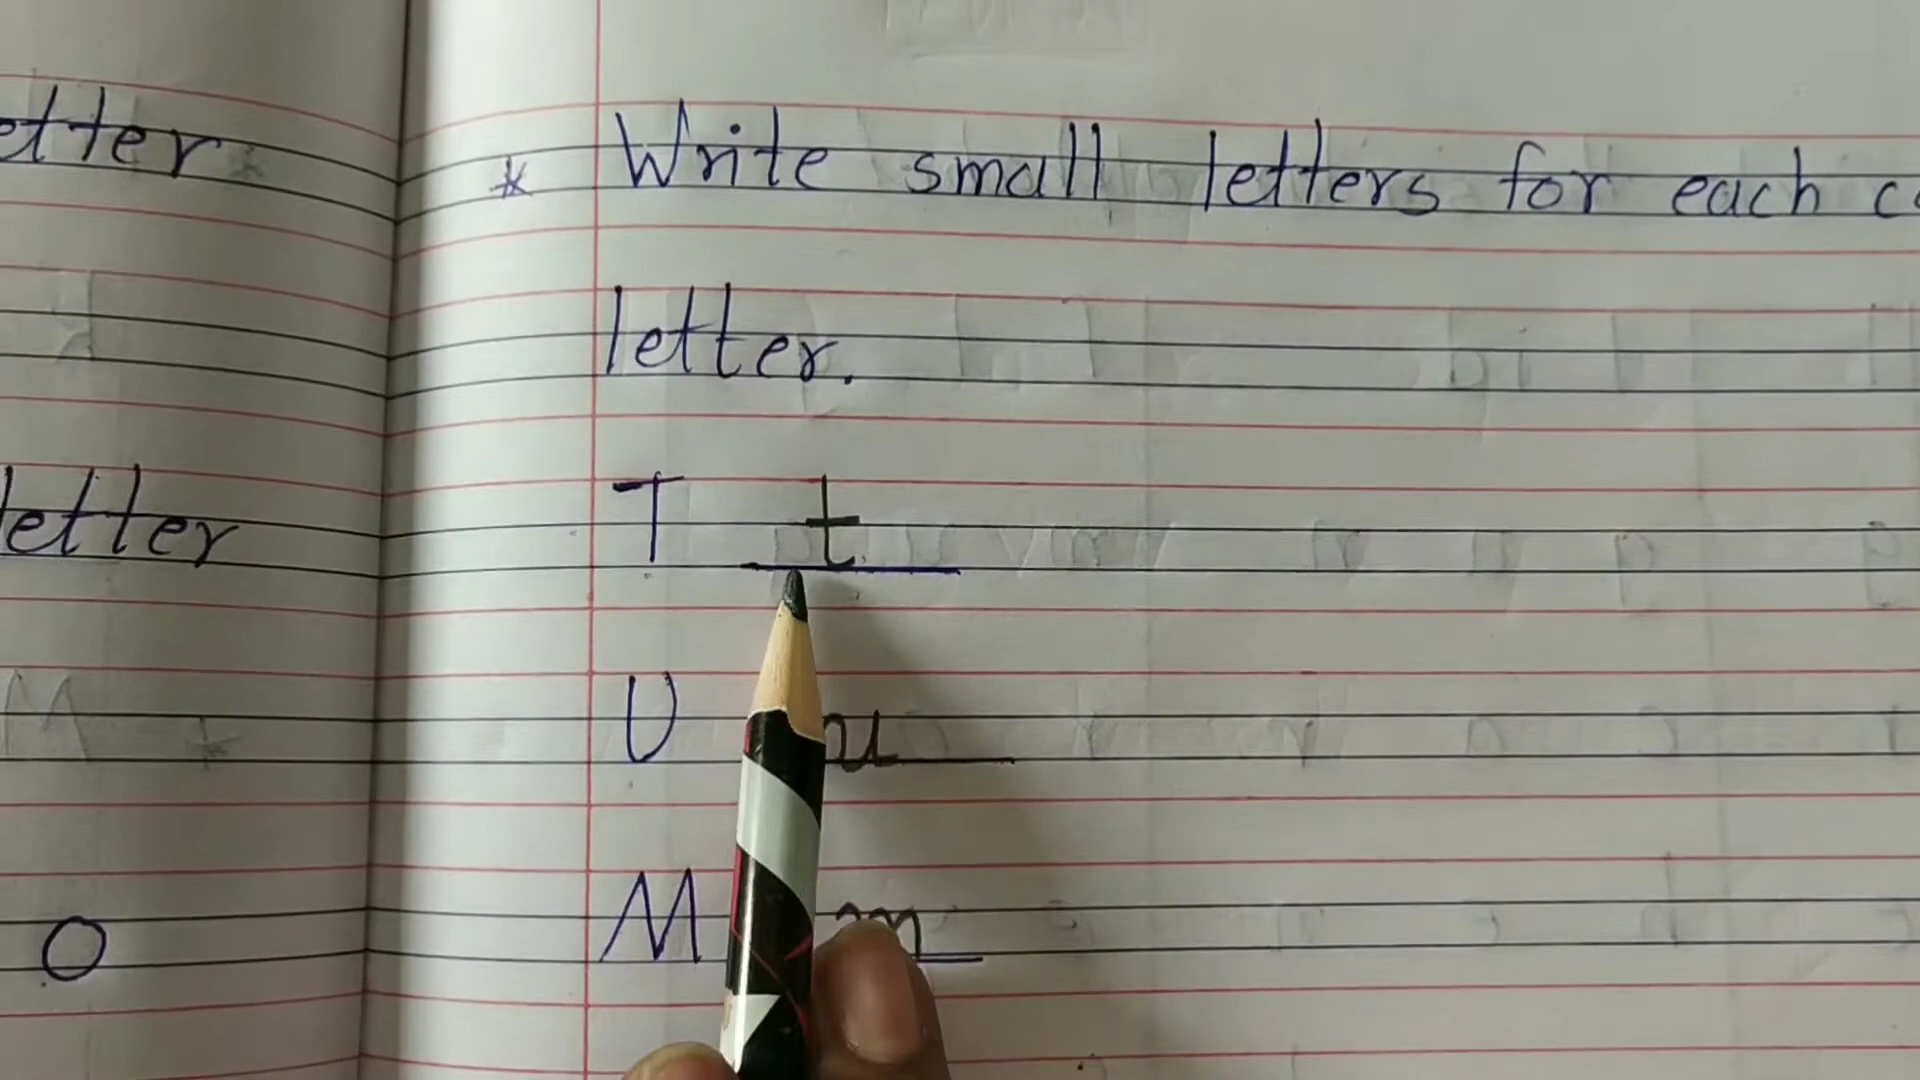 etter
* Write small letters for each
letter.
letter
T t
U u
M m
O